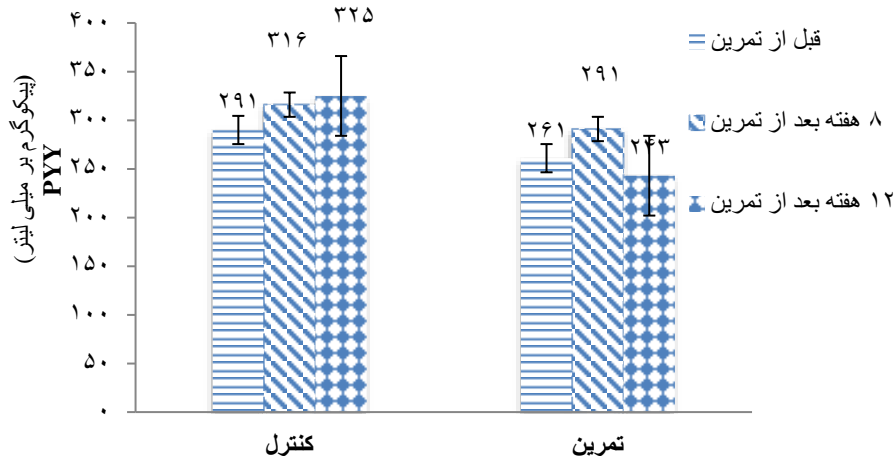 PYY
(پیکوگرم بر میلی لیتر)
۴۰۰
۳۵۰
۳۰۰
۲۵۰
۲۰۰
۱۵۰
۱۰۰
۵۰
۰
۲۹۱
۳۱۶
۳۲۵
۲۶۱
۲۹۱
۲۴۳
کنترل
تمرین
قبل از تمرین
۸ هفته بعد از تمرین
۱۲ هفته بعد از تمرین